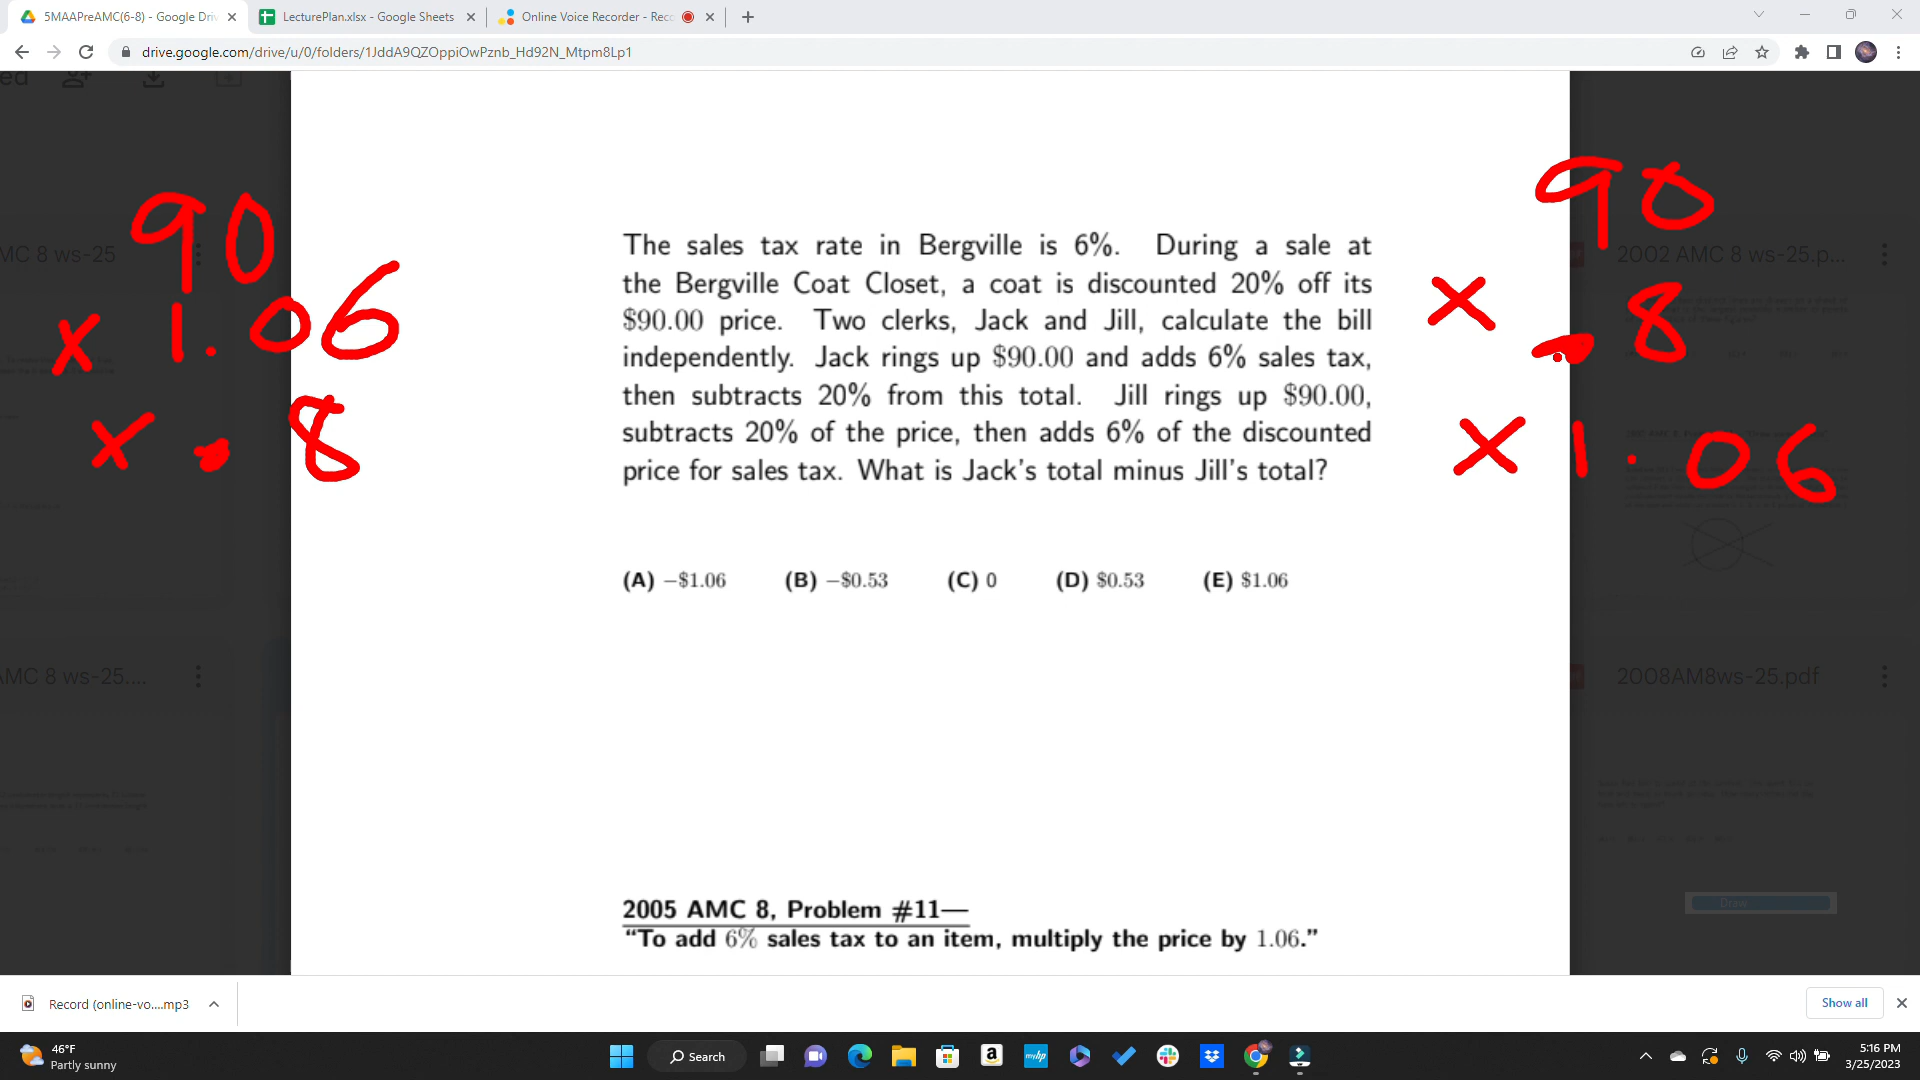 5MAAPreAMC(6-8) - Google Driv
LecturePlan.xlsx - Google Sheets
Online Voice Recorder - Reco
drive.google.com/drive/u/0/folders/1JddA9QZOppiOwPznb_Hd92N_Mtpm8Lp1
ed
90
x 1.06
x .8
90
x .8
x 1.06
MC 8 ws-25
2002 AMC 8 ws-25.p...
The sales tax rate in Bergville is 6%. During a sale at
the Bergville Coat Closet, a coat is discounted 20% off its
$90.00 price. Two clerks, Jack and Jill, calculate the bill
independently. Jack rings up $90.00 and adds 6% sales tax,
then subtracts 20% from this total. Jill rings up $90.00,
subtracts 20% of the price, then adds 6% of the discounted
price for sales tax. What is Jack's total minus Jill's total?
(A) −$1.06 (B) −$0.53 (C) 0 (D) $0.53 (E) $1.06
AMC 8 ws-25....
2008AM8ws-25.pdf
Draw
2005 AMC 8, Problem #11—
“To add 6% sales tax to an item, multiply the price by 1.06.”
Record (online-vo....mp3
Show all
46°F
Partly sunny
Search
a
myhp
5:16 PM
3/25/2023